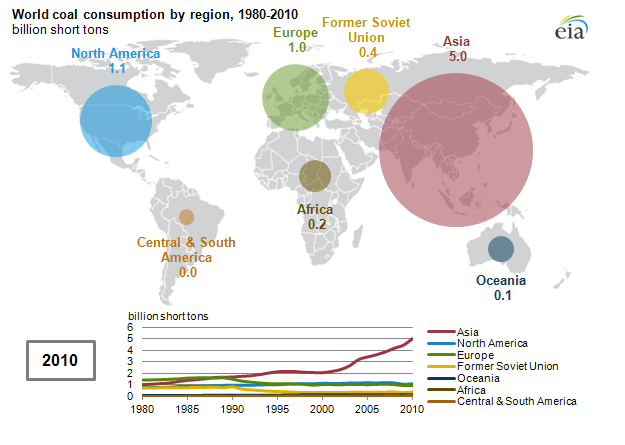 World coal consumption by region, 1980-2010
billion short tons
eia
North America
1.1
Europe
1.0
Former Soviet
Union
0.4
Asia
5.0
Africa
0.2
Central & South
America
0.0
Oceania
0.1
2010
billion short tons
6
5
4
3
2
1
0
1980 1985 1990 1995 2000 2005 2010
Asia
North America
Europe
Former Soviet Union
Oceania
Africa
Central & South America